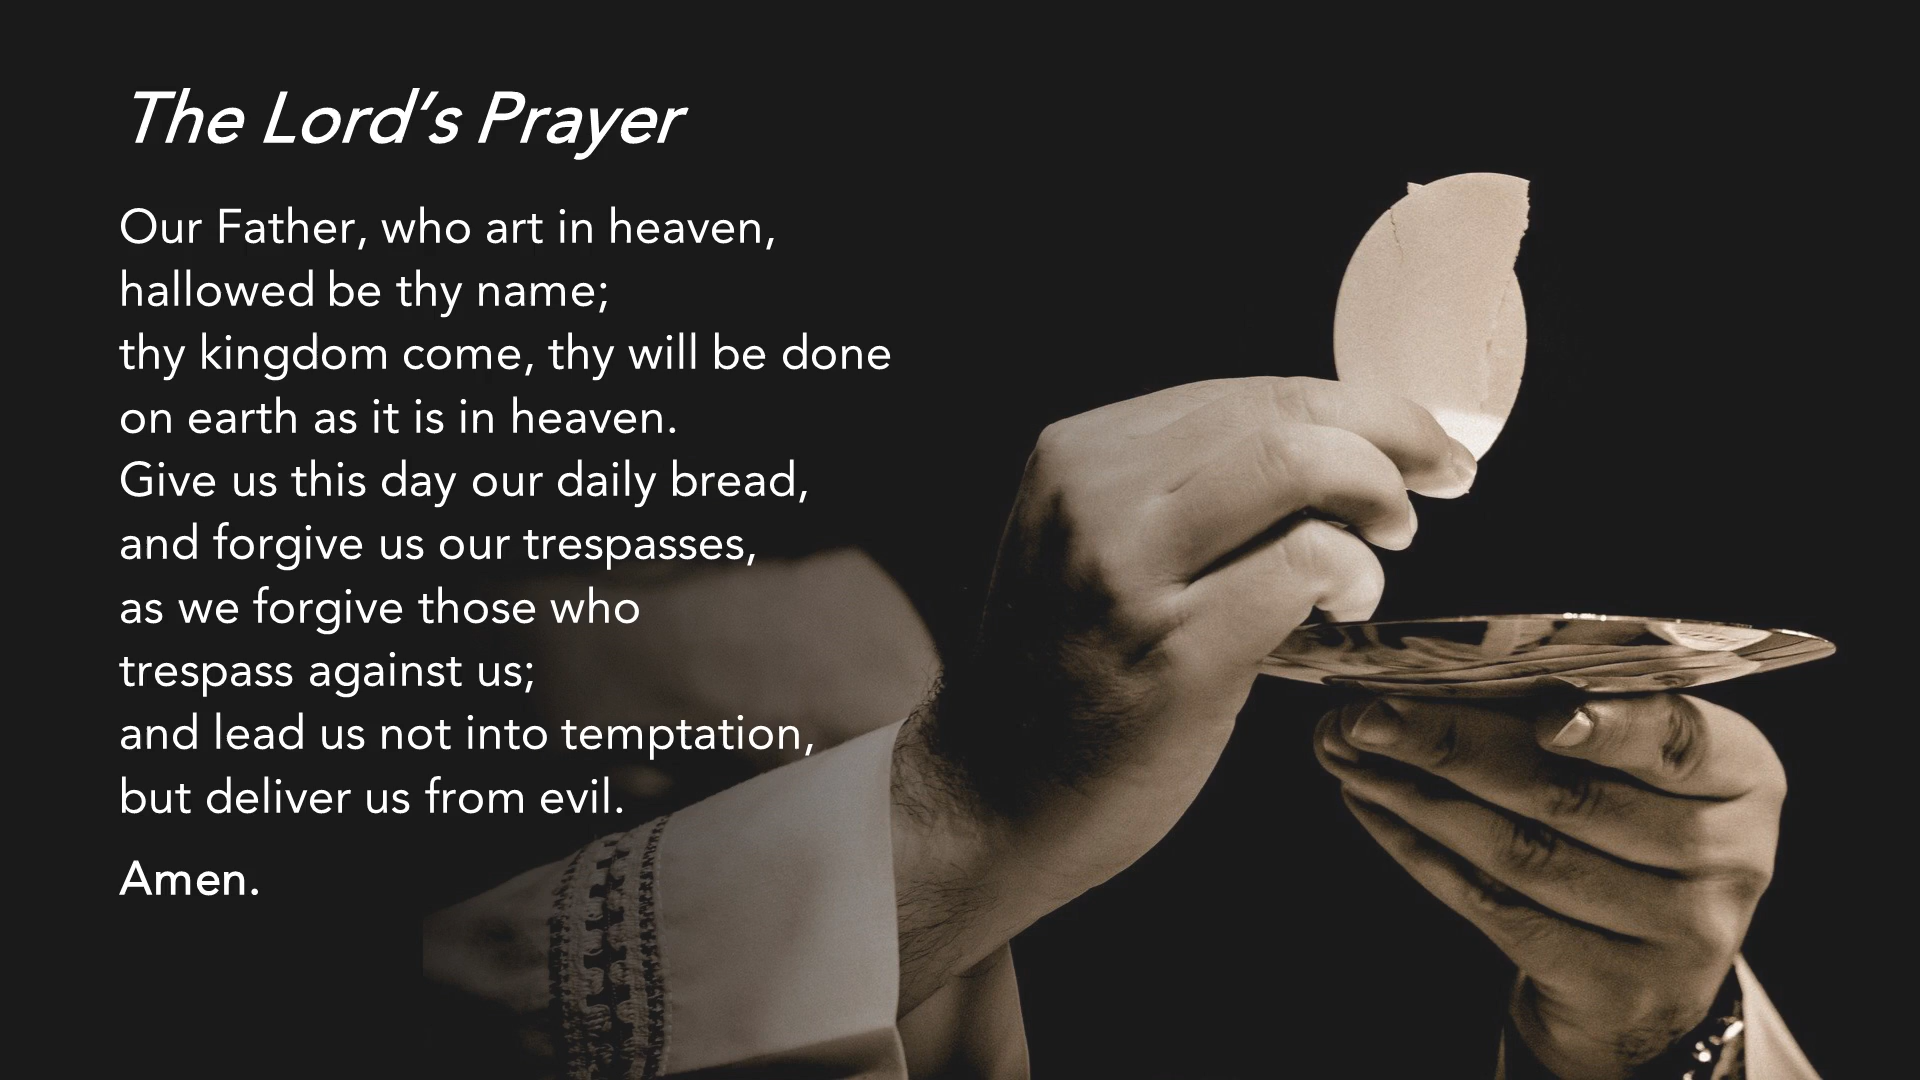 The Lord’s Prayer
Our Father, who art in heaven,
hallowed be thy name;
thy kingdom come, thy will be done
on earth as it is in heaven.
Give us this day our daily bread,
and forgive us our trespasses,
as we forgive those who
trespass against us;
and lead us not into temptation,
but deliver us from evil.
Amen.